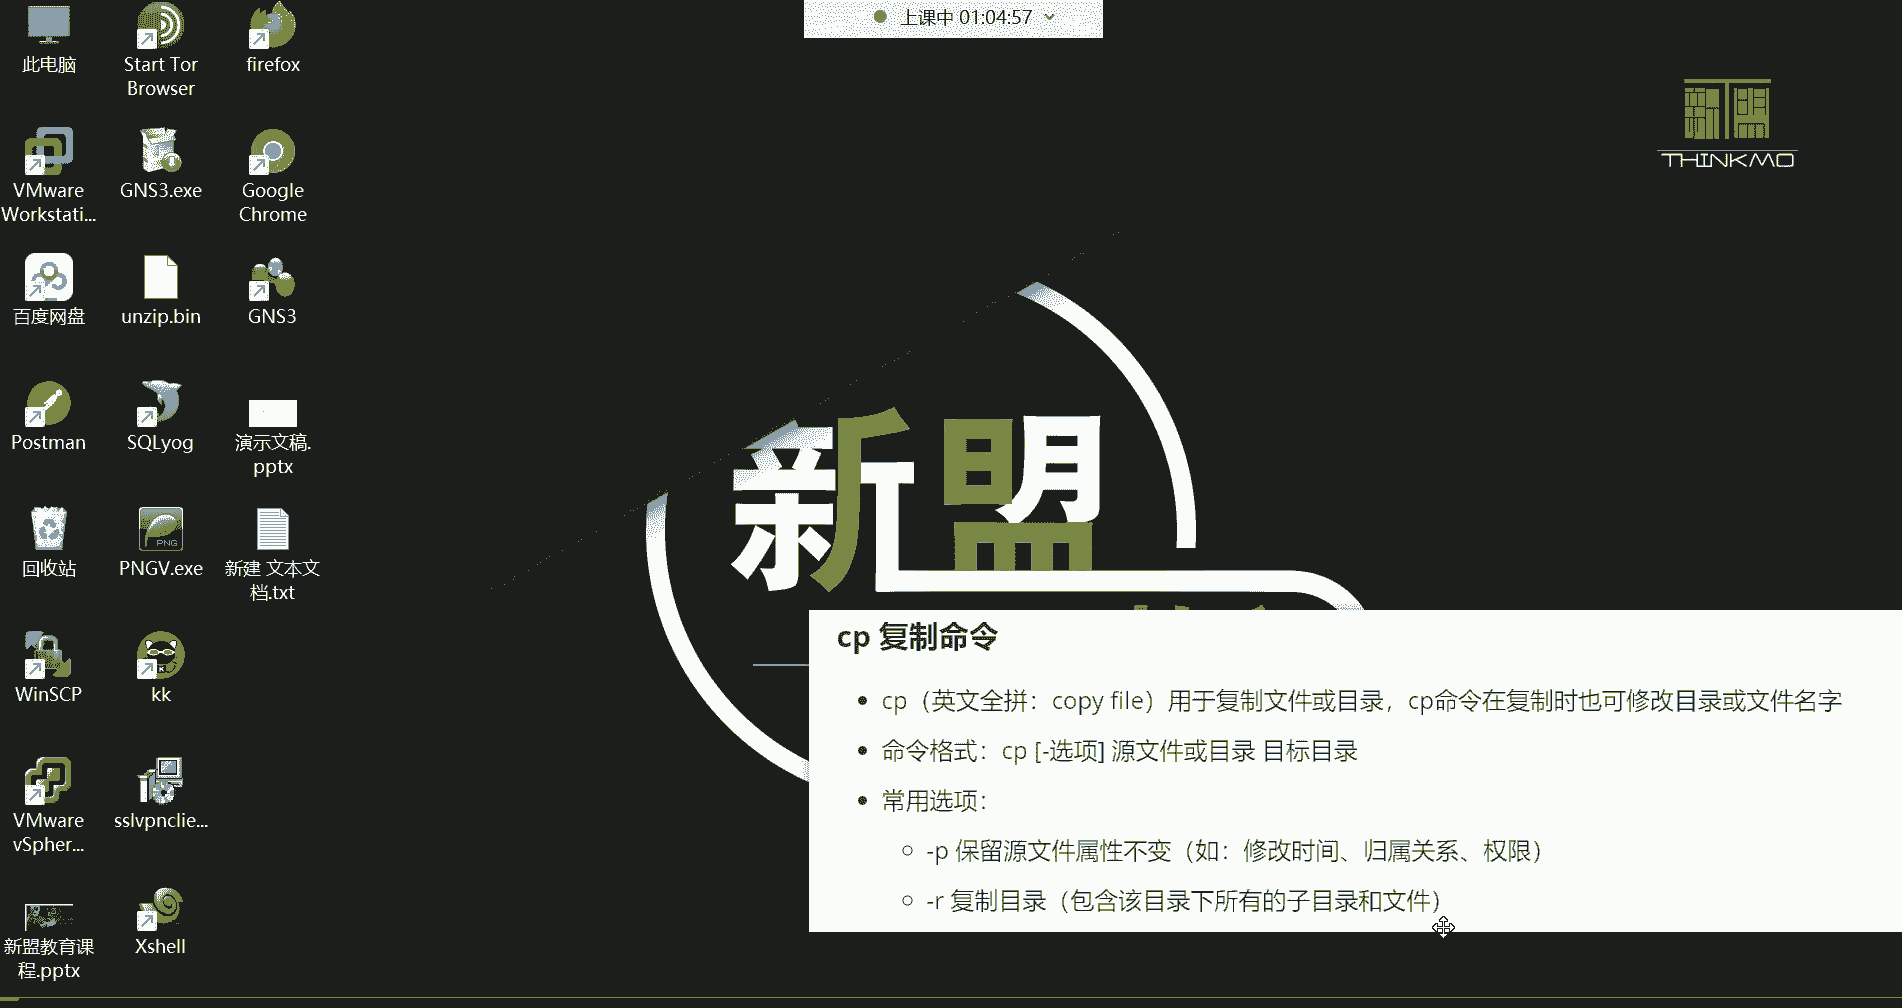 上课中 01:04:57
此电脑
Start Tor
Browser
firefox
THINKMO
VMware
Workstati...
GNS3.exe
Google
Chrome
百度网盘
unzip.bin
GNS3
Postman
SQLyog
演示文稿.
pptx
新盟
回收站
PNG
PNGV.exe
新建 文本文
档.txt
WinSCP
kk
VMware
vSpher...
sslvpnclie...
新盟教育课
程.pptx
Xshell
cp 复制命令
cp（英文全拼：copy file）用于复制文件或目录，cp命令在复制时也可修改目录或文件名字
命令格式：cp [-选项] 源文件或目录 目标目录
常用选项：
-p 保留源文件属性不变（如：修改时间、归属关系、权限）
-r 复制目录（包含该目录下所有的子目录和文件）